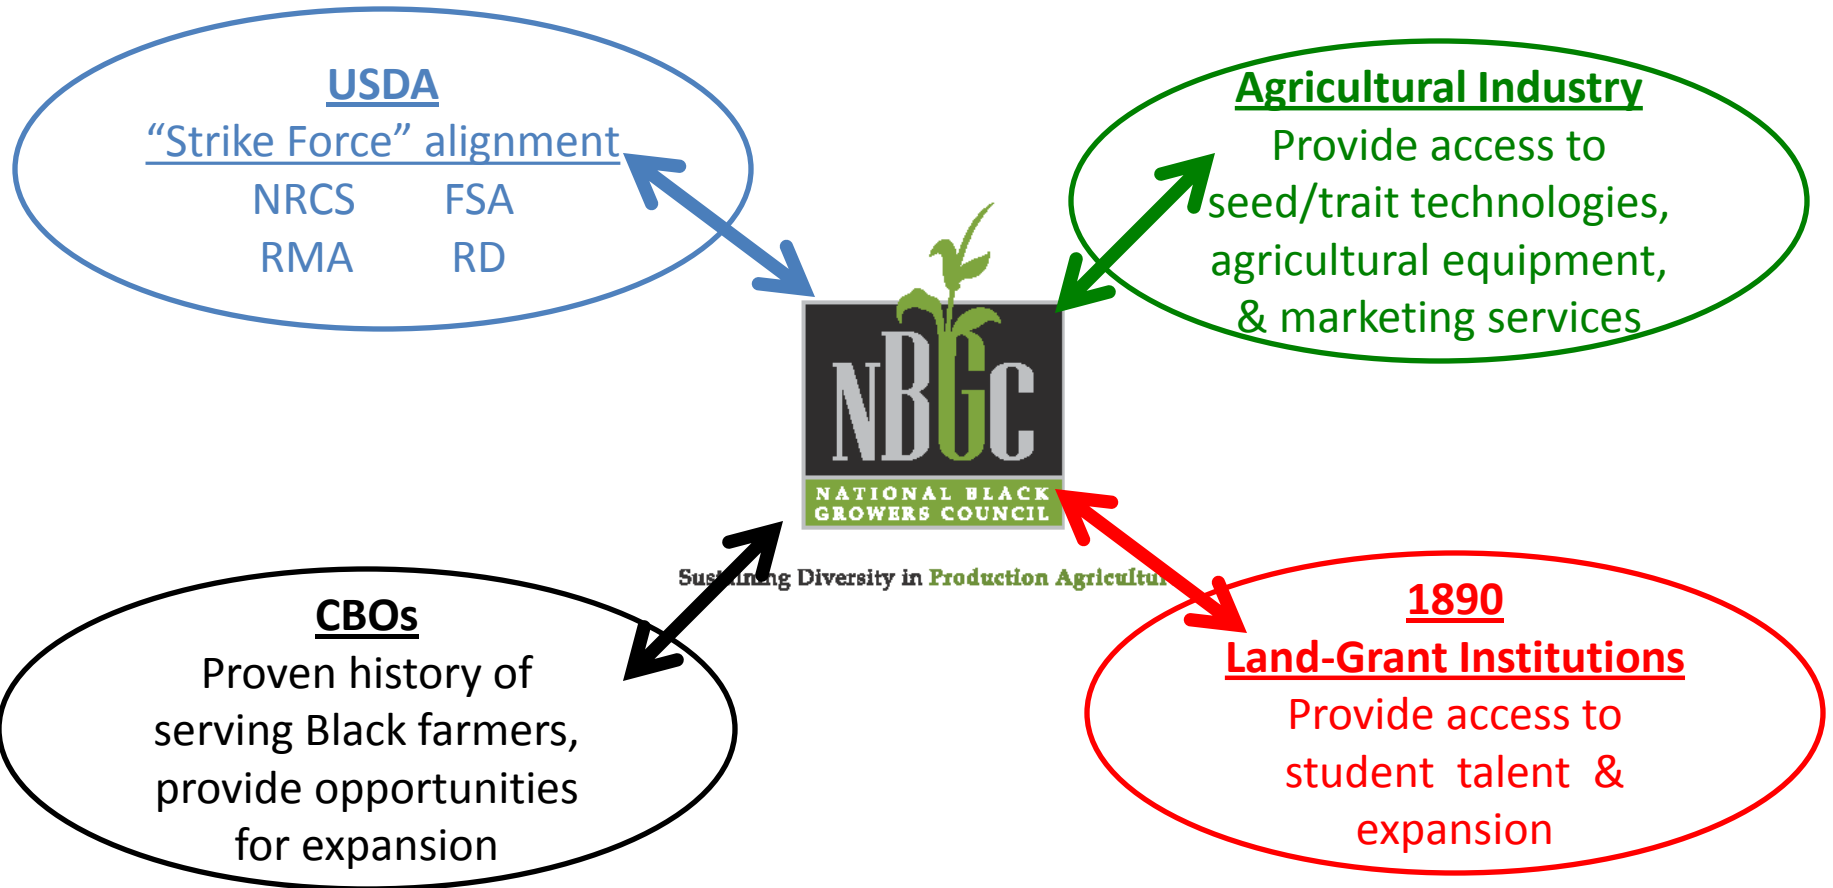 USDA
“Strike Force” alignment
NRCS FSA
RMA RD
Agricultural Industry
Provide access to
seed/trait technologies,
agricultural equipment,
& marketing services
NBGC
NATIONAL BLACK
GROWERS COUNCIL
Diversity in Production
CBOs
Proven history of
serving Black farmers,
provide opportunities
for expansion
1890
Land-Grant Institutions
Provide access to
student talent &
expansion